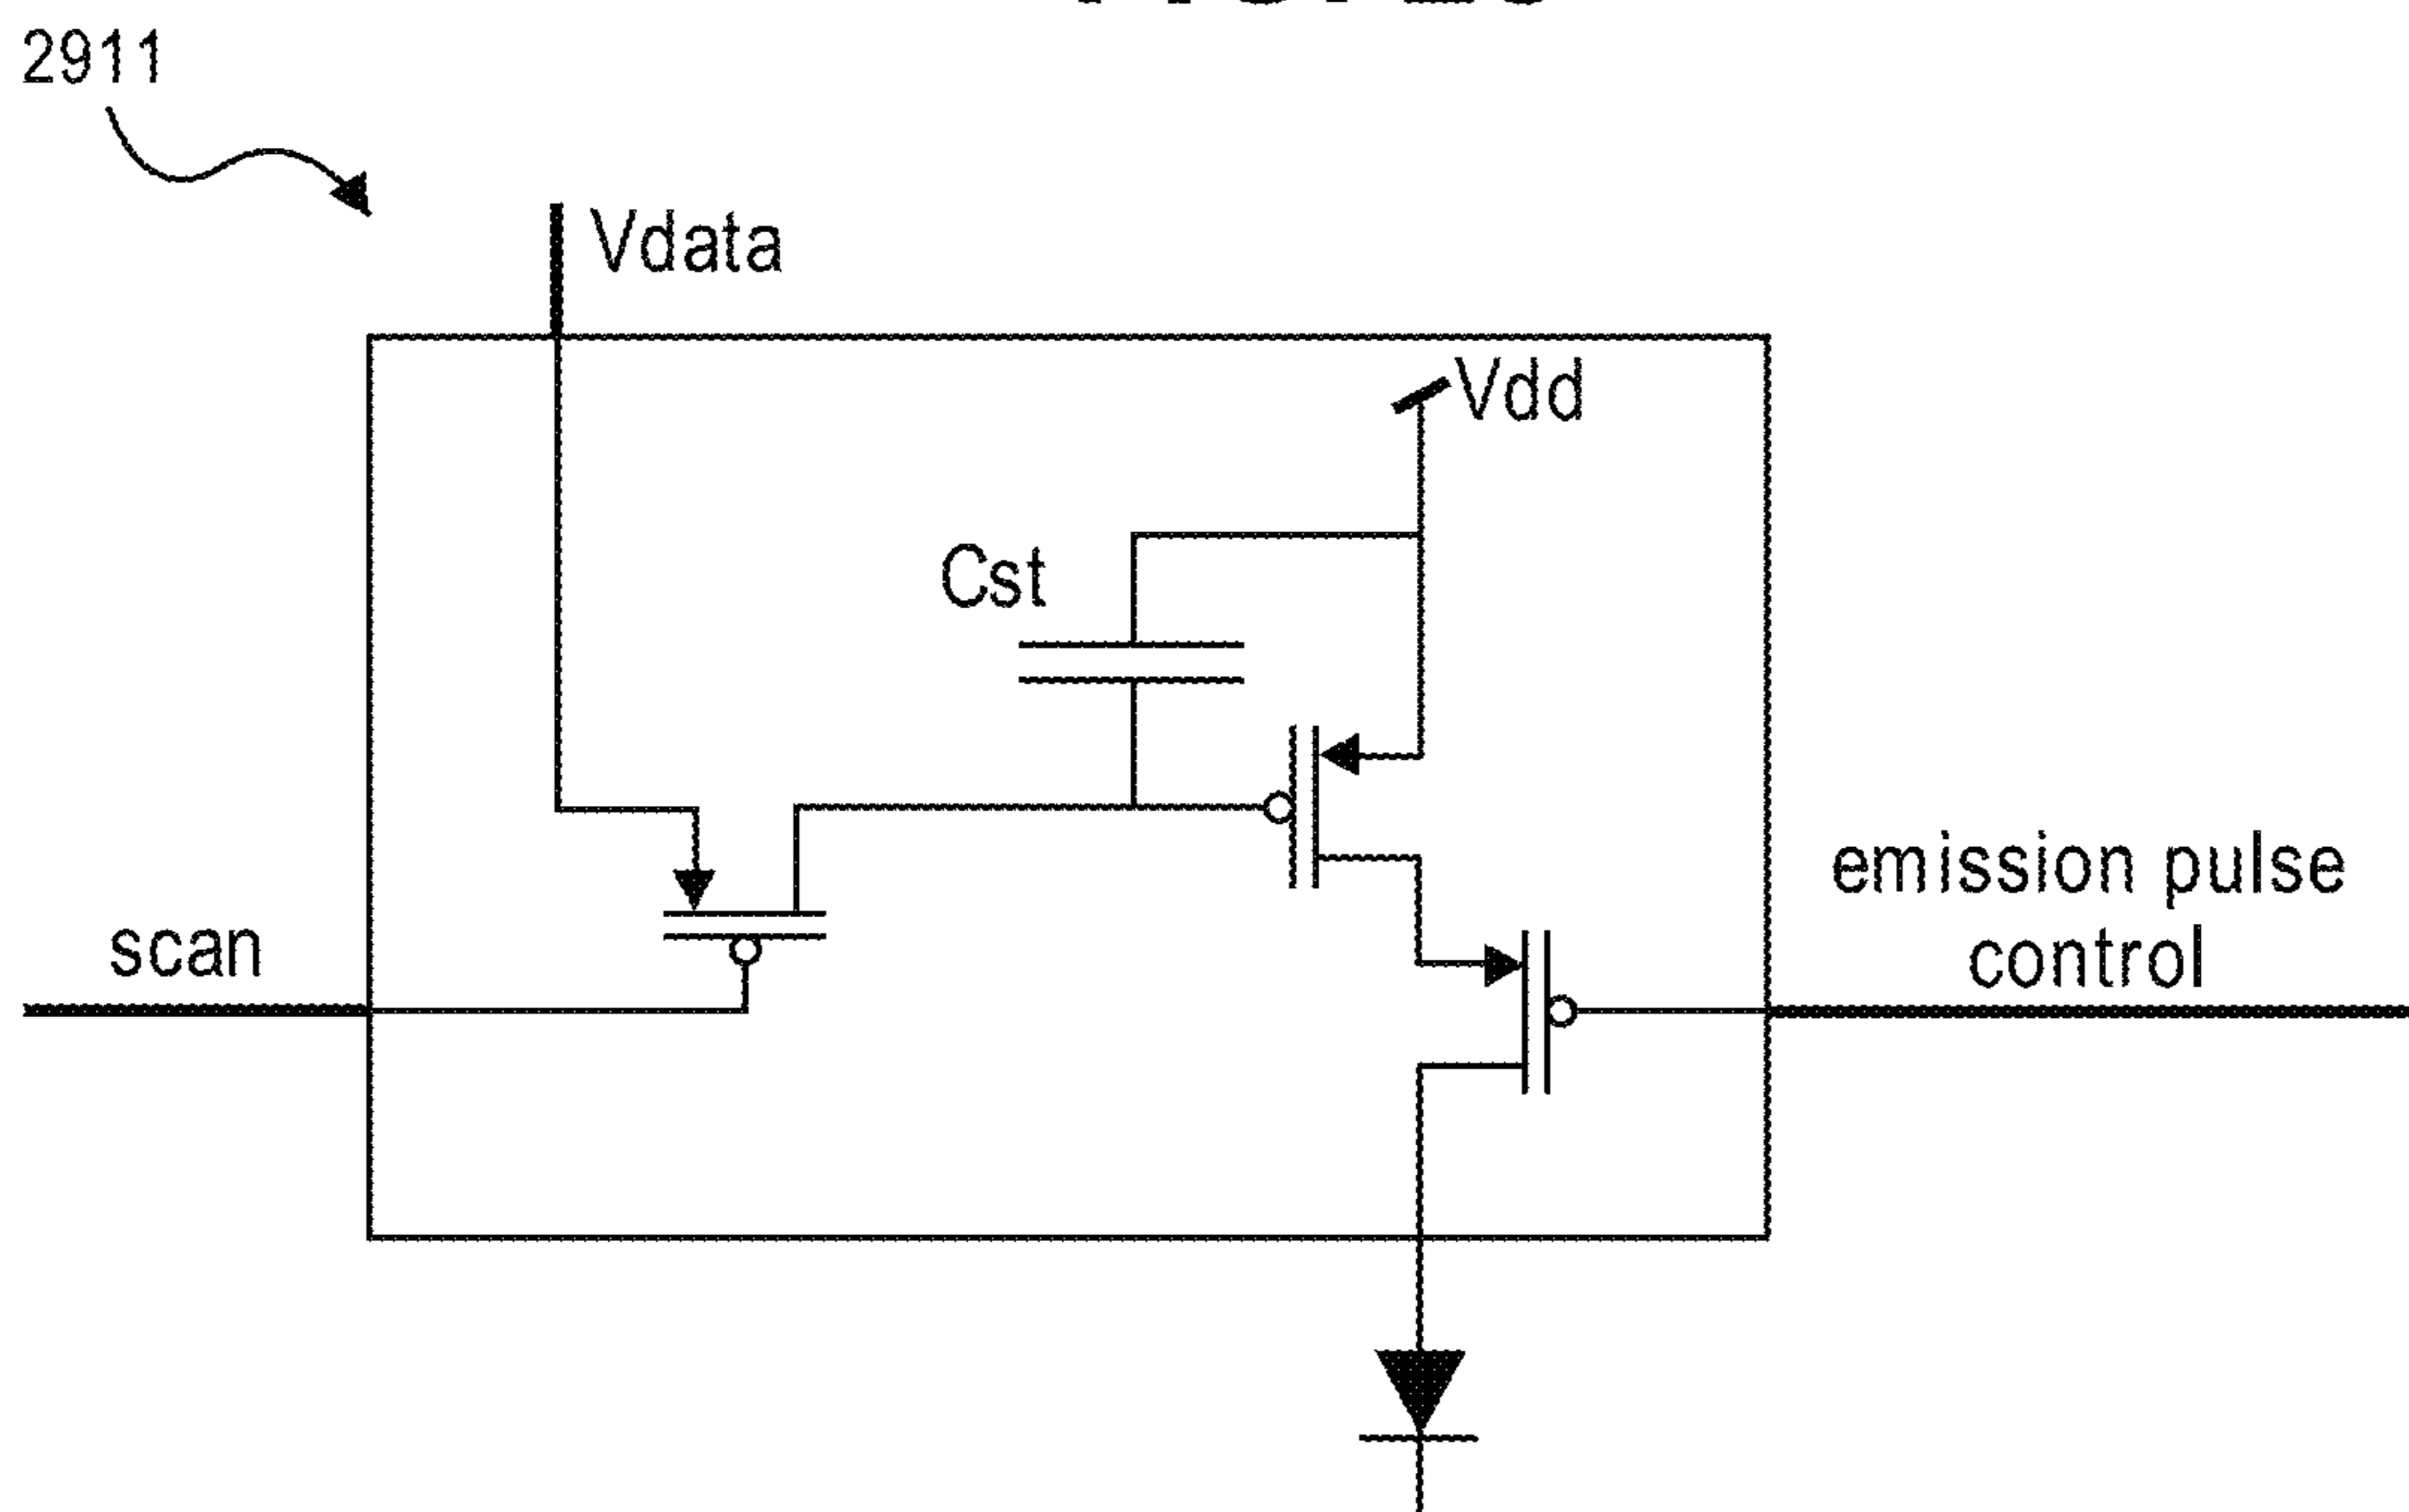 2911
Vdata
Vdd
Cst
emission pulse
control
scan